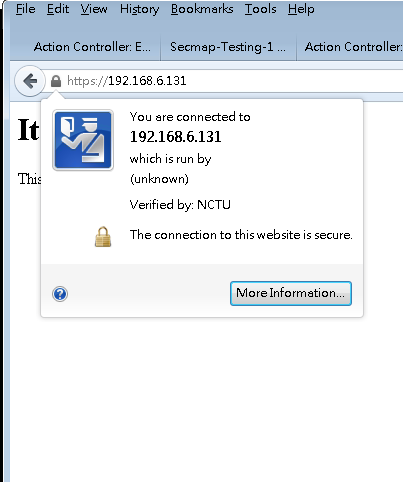 File Edit View History Bookmarks Tools Help
Action Controller: E... Secmap-Testing-1 Action Controller:
https://192.168.6.131
It
This
You are connected to
192.168.6.131
which is run by
(unknown)
Verified by: NCTU
The connection to this website is secure.
?
More Information...